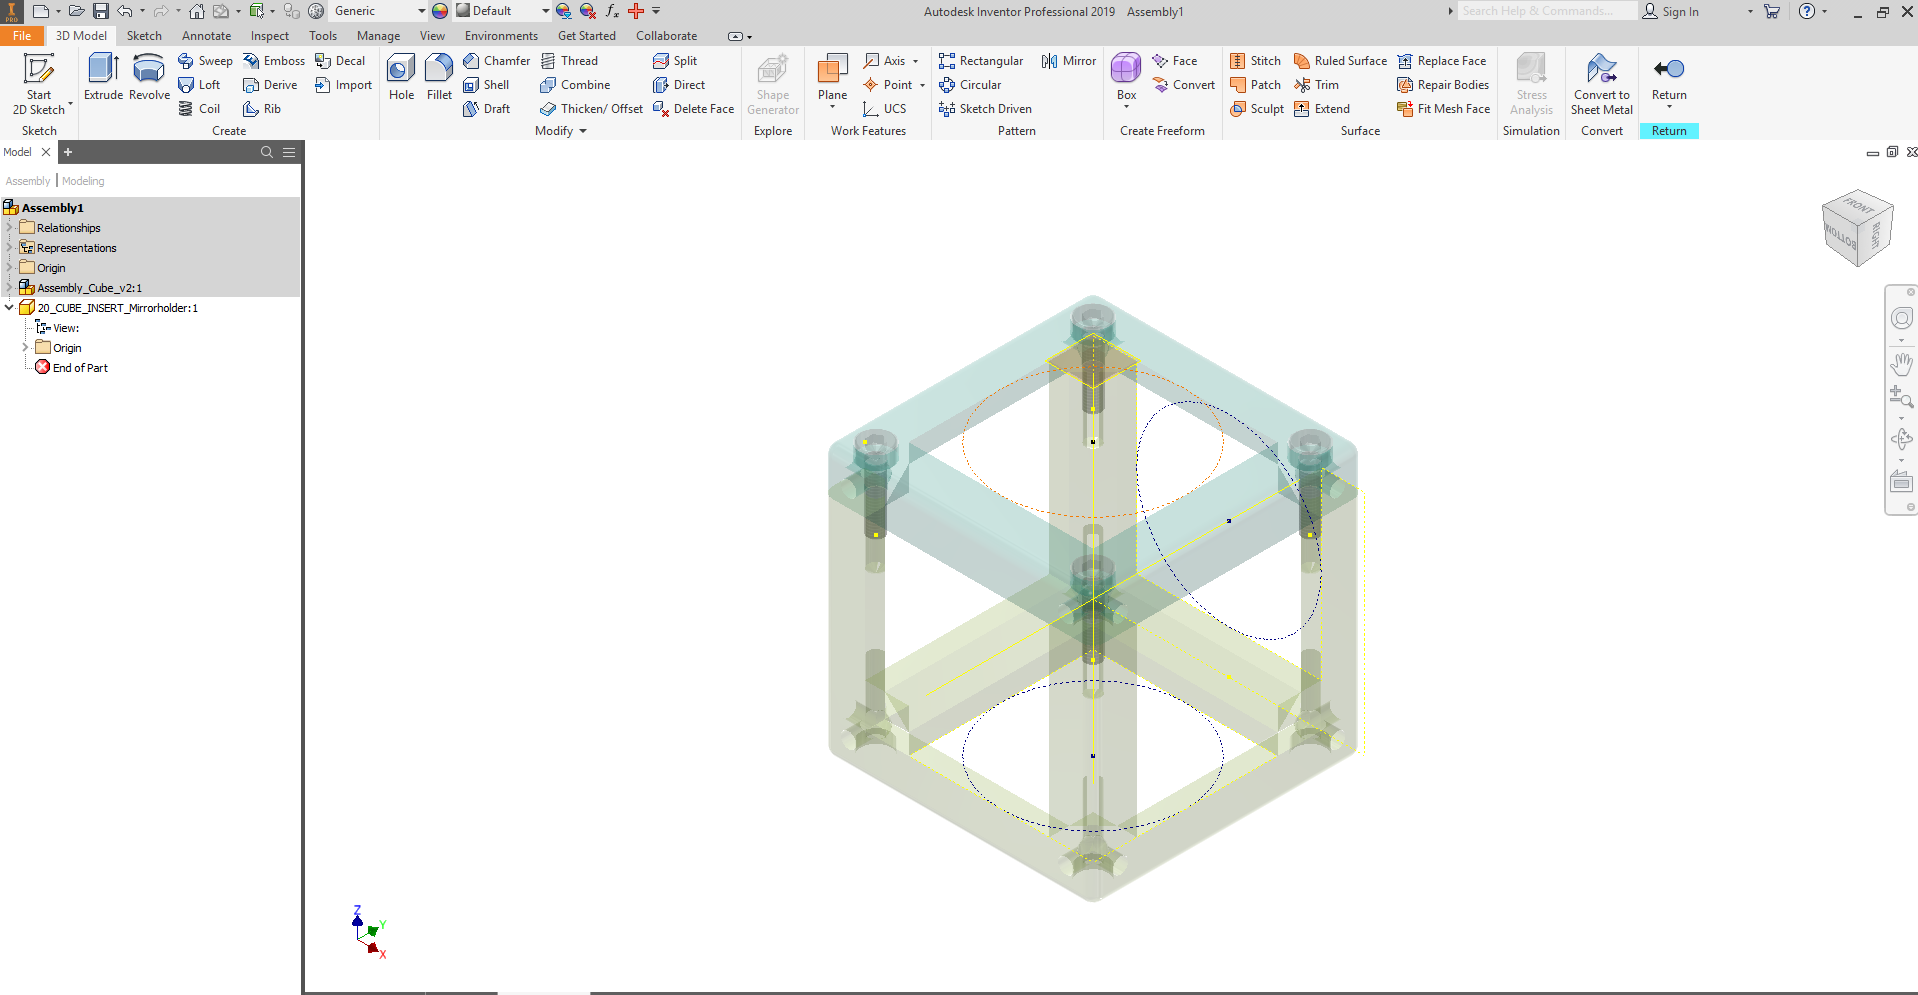 I
PRO
Generic
Default
fx
Autodesk Inventor Professional 2019 Assembly1
Search Help & Commands...
Sign In
File 3D Model Sketch Annotate Inspect Tools Manage View Environments Get Started Collaborate
Start
2D Sketch
Sketch
Extrude
Revolve
Sweep
Emboss
Decal
Loft
Derive
Import
Coil
Rib
Create
Hole
Fillet
Chamfer
Thread
Split
Shell
Combine
Direct
Draft
Thicken/ Offset
Delete Face
Modify
Shape
Generator
Explore
Plane
Axis
Point
UCS
Work Features
Rectangular
Mirror
Circular
Sketch Driven
Pattern
Box
Face
Convert
Create Freeform
Stitch
Ruled Surface
Replace Face
Patch
Trim
Repair Bodies
Sculpt
Extend
Fit Mesh Face
Surface
Stress
Analysis
Simulation
Convert to
Sheet Metal
Convert
Return
Return
Model
Assembly
Modeling
Assembly1
Relationships
Representations
Origin
Assembly_Cube_v2:1
20_CUBE_INSERT_Mirrorholder:1
View:
Origin
End of Part
FRONT
BOTTOM
RIGHT
Z
Y
X